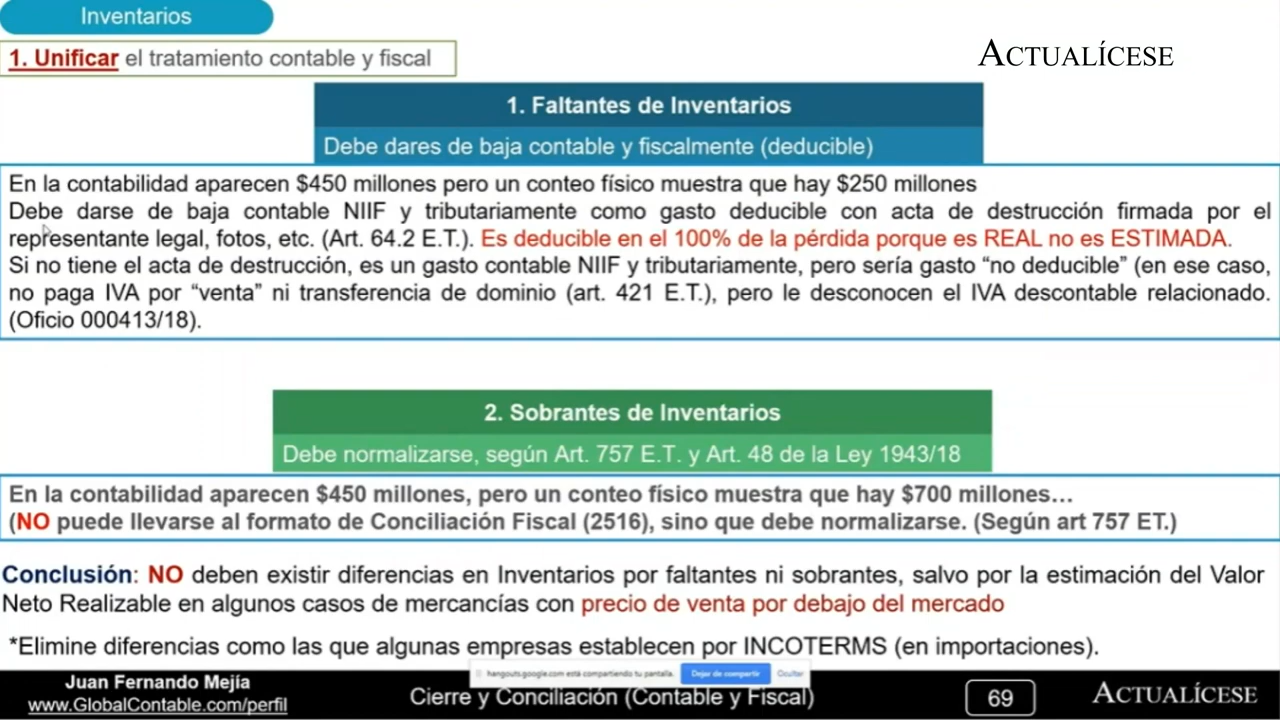 Inventarios
1. Unificar el tratamiento contable y fiscal
ACTUALÍCESE
1. Faltantes de Inventarios
Debe dares de baja contable y fiscalmente (deducible)
En la contabilidad aparecen $450 millones pero un conteo físico muestra que hay $250 millones
Debe darse de baja contable NIIF y tributariamente como gasto deducible con acta de destrucción firmada por el
representante legal, fotos, etc. (Art. 64.2 E.T.). Es deducible en el 100% de la pérdida porque es REAL no es ESTIMADA.
Si no tiene el acta de destrucción, es un gasto contable NIIF y tributariamente, pero sería gasto “no deducible” (en ese caso,
no paga IVA por “venta” ni transferencia de dominio (art. 421 E.T.), pero le desconocen el IVA descontable relacionado.
(Oficio 000413/18).
2. Sobrantes de Inventarios
Debe normalizarse, según Art. 757 E.T. y Art. 48 de la Ley 1943/18
En la contabilidad aparecen $450 millones, pero un conteo físico muestra que hay $700 millones…
(NO puede llevarse al formato de Conciliación Fiscal (2516), sino que debe normalizarse. (Según art 757 ET.)
Conclusión: NO deben existir diferencias en Inventarios por faltantes ni sobrantes, salvo por la estimación del Valor
Neto Realizable en algunos casos de mercancías con precio de venta por debajo del mercado
*Elimine diferencias como las que algunas empresas establecen por INCOTERMS (en importaciones).
hangouts.google.com está compartiendo tu pantalla. Dejar de compartir Ocultar
Juan Fernando Mejía
www.GlobalContable.com/perfil
Cierre y Conciliación (Contable y Fiscal)
69
ACTUALÍCESE